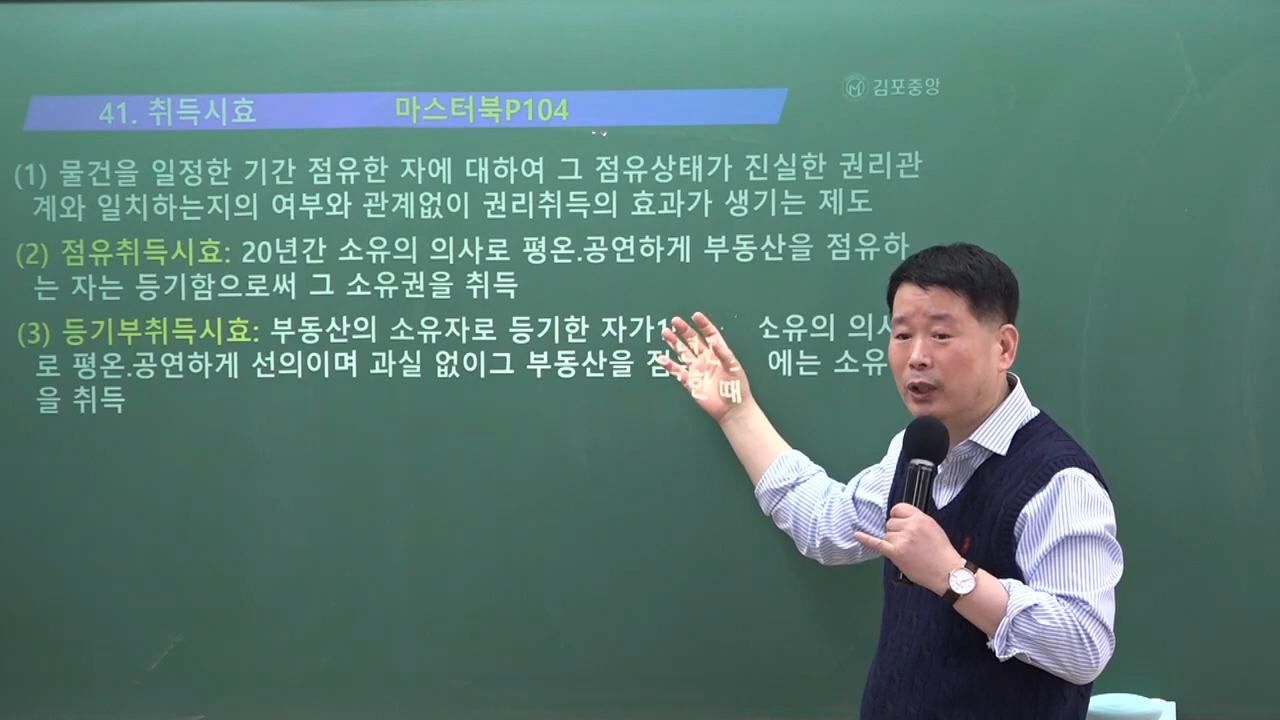 김포중앙
41. 취득시효 마스터북P104
(1) 물건을 일정한 기간 점유한 자에 대하여 그 점유상태가 진실한 권리관
계와 일치하는지의 여부와 관계없이 권리취득의 효과가 생기는 제도
(2) 점유취득시효: 20년간 소유의 의사로 평온.공연하게 부동산을 점유하
는 자는 등기함으로써 그 소유권을 취득
(3) 등기부취득시효: 부동산의 소유자로 등기한 자가 소유의
로 평온.공연하게 선의이며 과실 없이그 부동산을 한 때에는 소유
을 취득